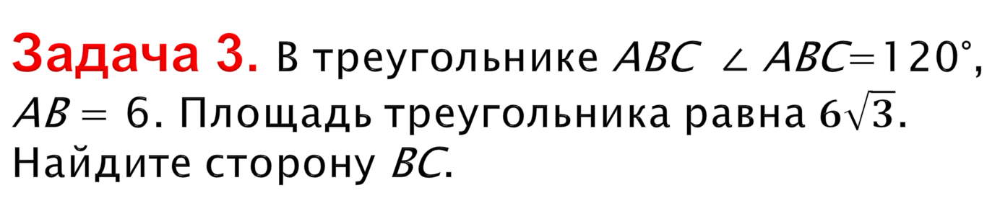 Задача 3. В треугольнике ABC ∠ ABC=120°,
AB = 6. Площадь треугольника равна 6√3.
Найдите сторону BC.